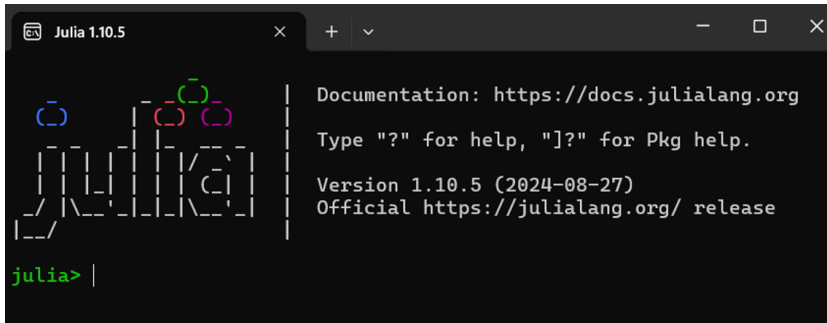 Julia 1.10.5
Documentation: https://docs.julialang.org
Type "?" for help, "]?" for Pkg help.
Version 1.10.5 (2024-08-27)
Official https://julialang.org/ release
julia>